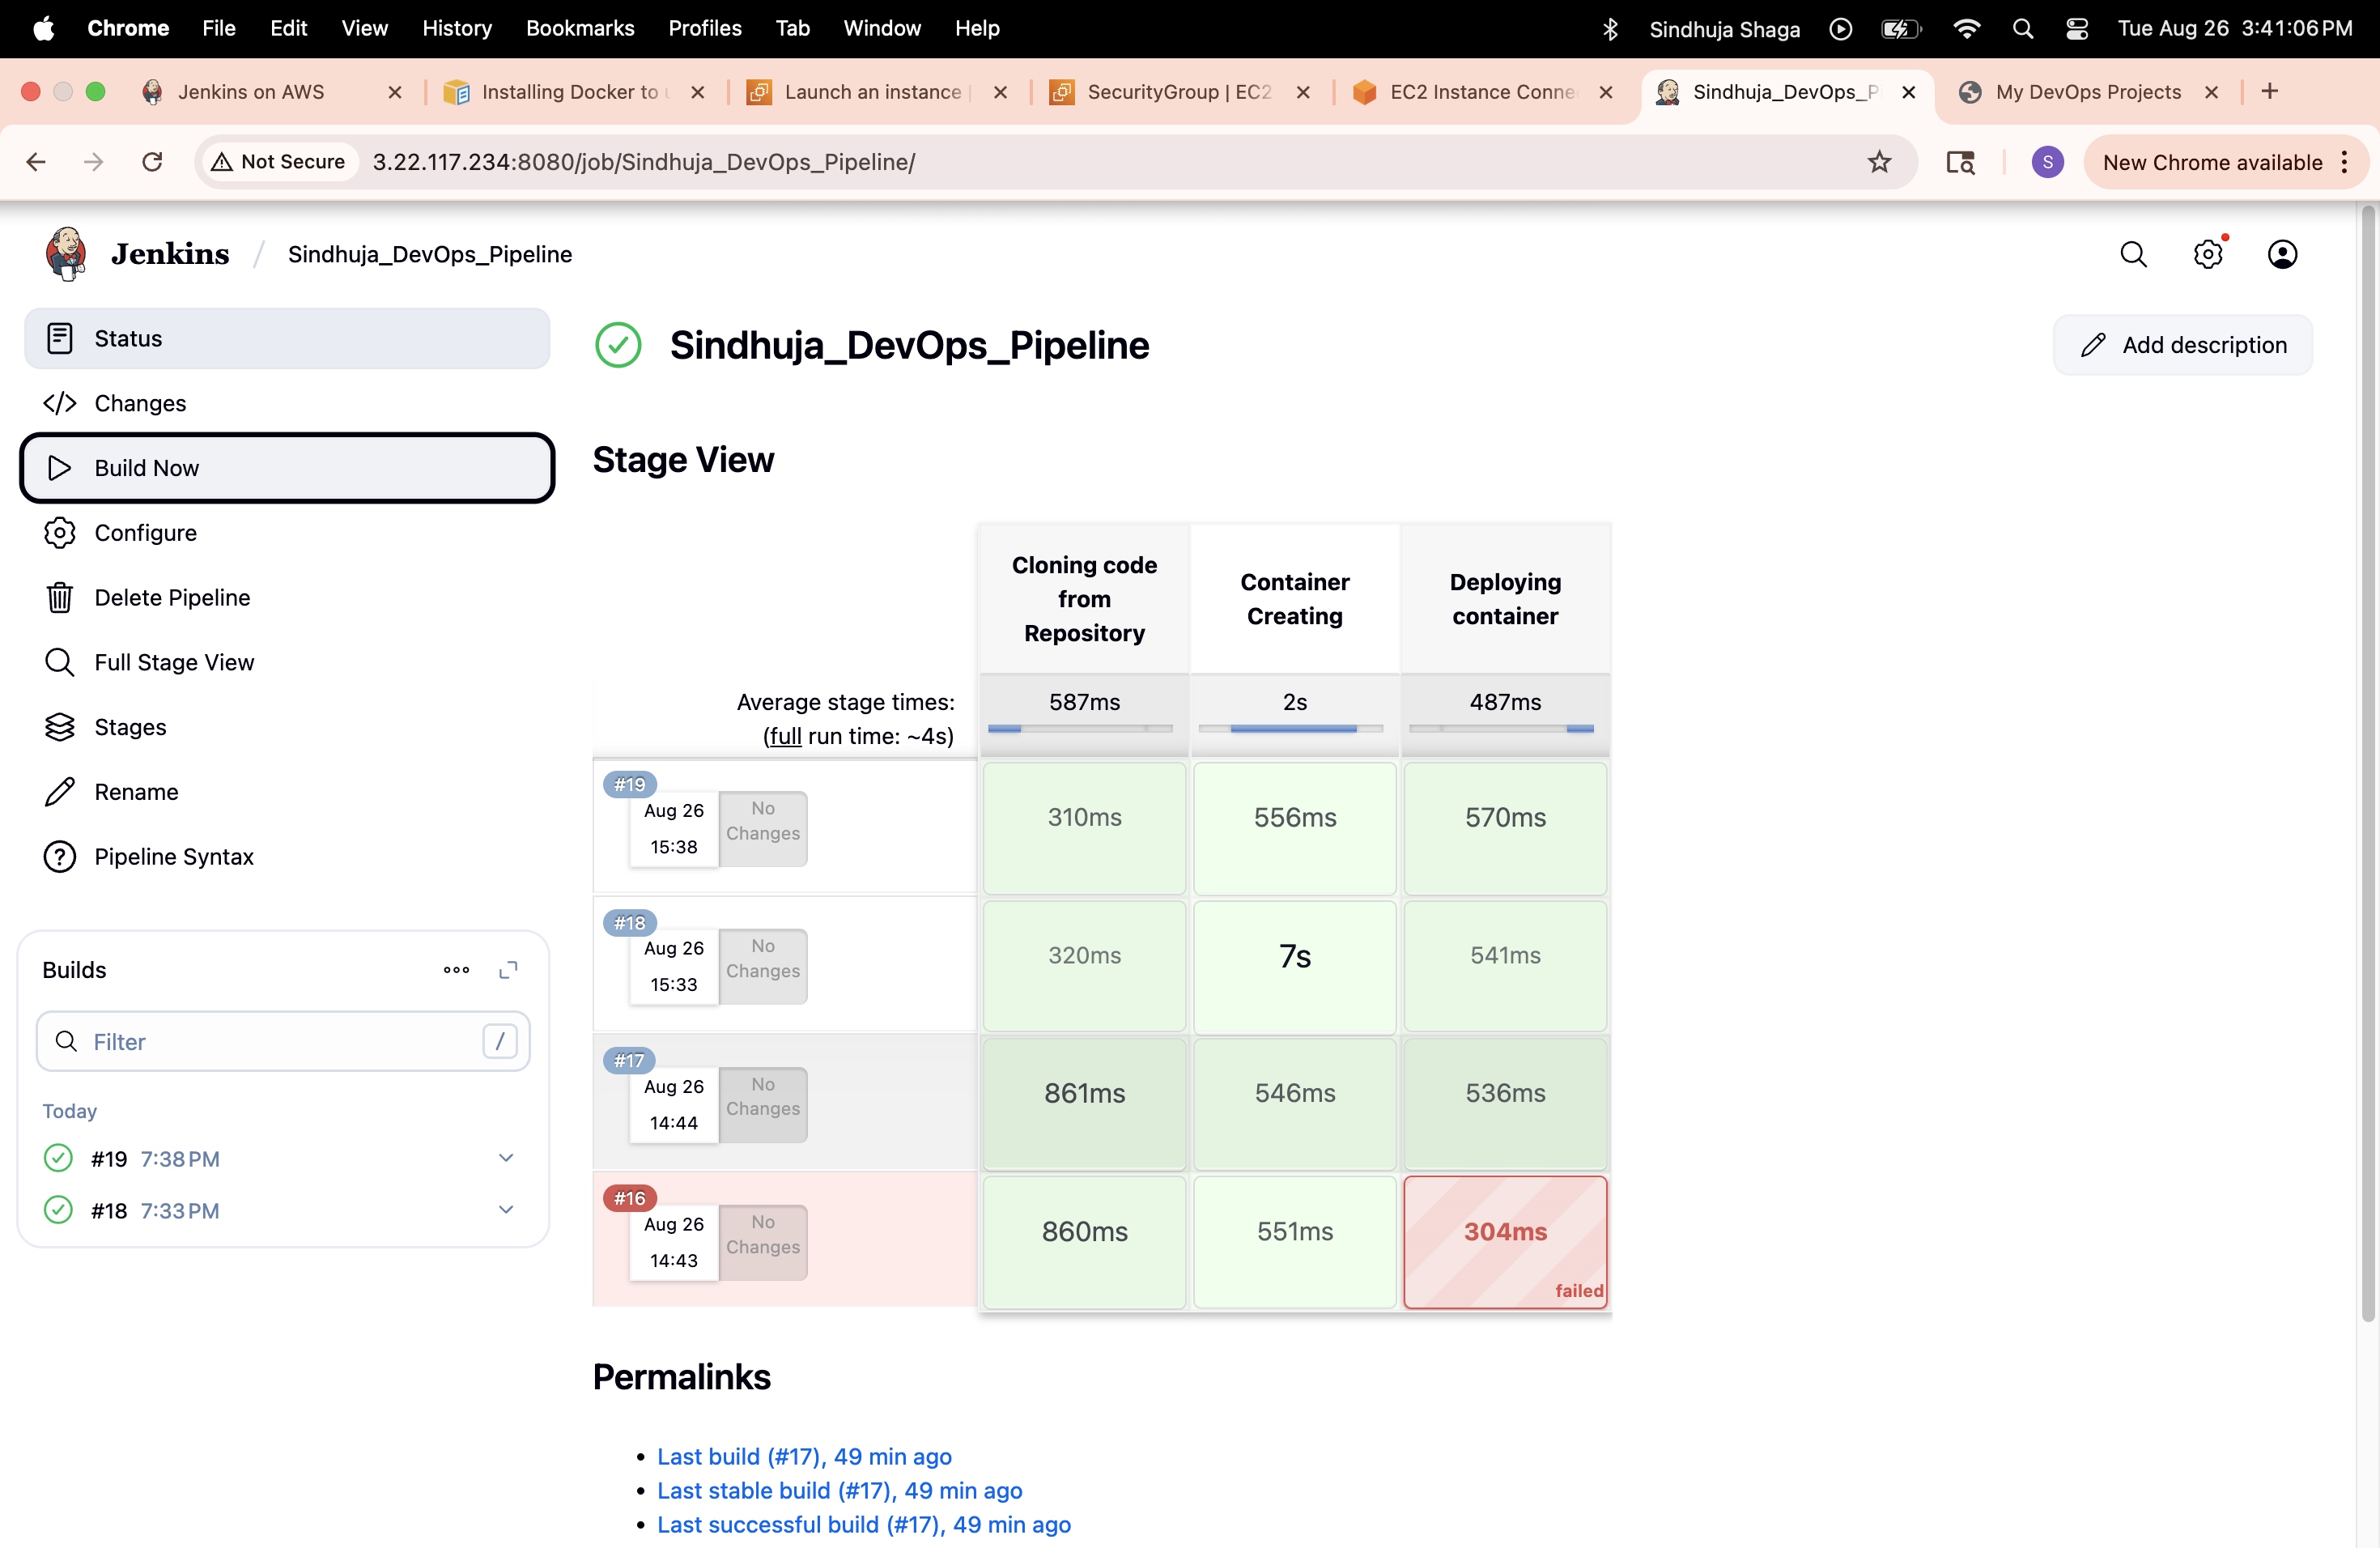 Chrome File Edit View History Bookmarks Profiles Tab Window Help Sindhuja Shaga Tue Aug 26 3:41:06 PM
Jenkins on AWS Installing Docker to u Launch an instance SecurityGroup | EC2 EC2 Instance Conne Sindhuja_DevOps_P My DevOps Projects
Not Secure 3.22.117.234:8080/job/Sindhuja_DevOps_Pipeline/ S New Chrome available
Jenkins / Sindhuja_DevOps_Pipeline
Status
Changes
Build Now
Configure
Delete Pipeline
Full Stage View
Stages
Rename
Pipeline Syntax
Builds
Filter /
Today
#19 7:38 PM
#18 7:33 PM
Sindhuja_DevOps_Pipeline
Add description
Stage View
Cloning code
from
Repository
Container
Creating
Deploying
container
Average stage times:
(full run time: ~4s)
587ms 2s 487ms
#19
Aug 26
15:38
No
Changes
310ms 556ms 570ms
#18
Aug 26
15:33
No
Changes
320ms 7s 541ms
#17
Aug 26
14:44
No
Changes
861ms 546ms 536ms
#16
Aug 26
14:43
No
Changes
860ms 551ms 304ms
failed
Permalinks
Last build (#17), 49 min ago
Last stable build (#17), 49 min ago
Last successful build (#17), 49 min ago